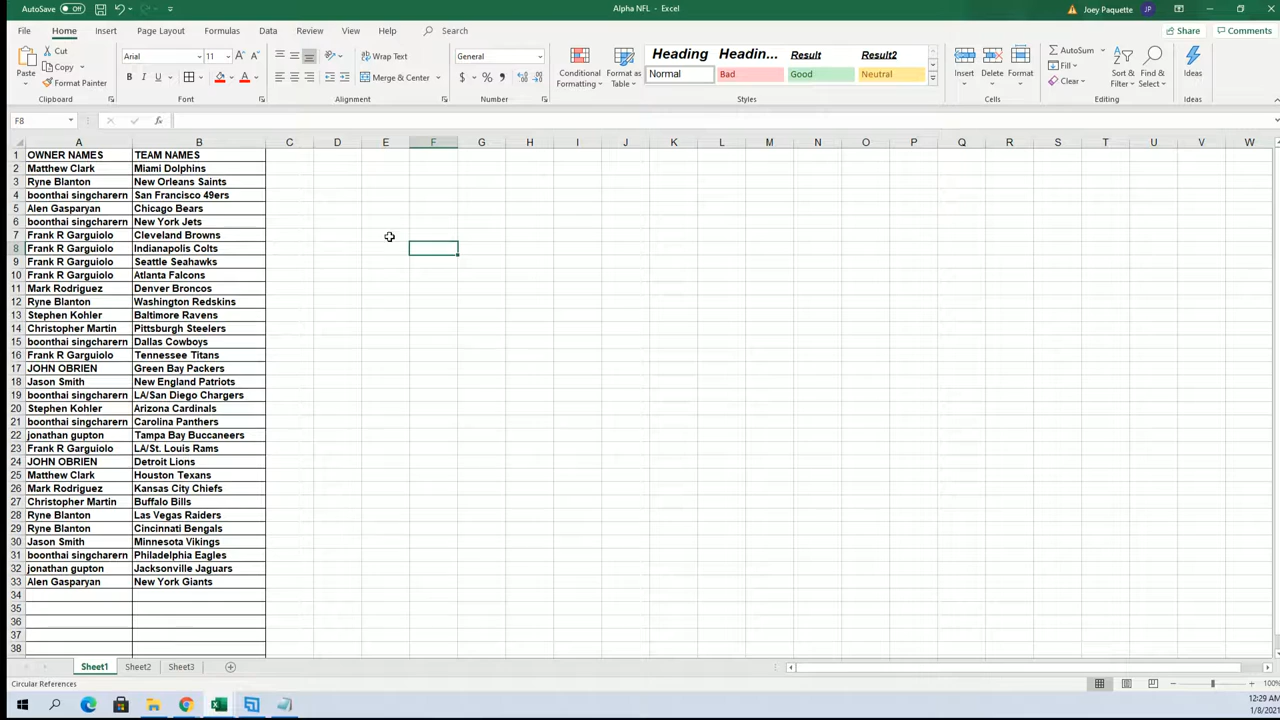 AutoSave Off
Alpha NFL - Excel
Joey Paquette JP
File Home Insert Page Layout Formulas Data Review View Help Search Share Comments
Paste Cut Copy Format Painter Clipboard
Arial 11 B I U A Font
Wrap Text Merge & Center Alignment
General $ % , Number
Conditional Formatting Format as Table
Heading Headin... Result Result2
Normal Bad Good Neutral
Styles
Insert Delete Format Cells
AutoSum Fill Clear Sort & Filter Find & Select Editing
Ideas Ideas
F8 fx
A B C D E F G H I J K L M N O P Q R S T U V W
1 OWNER NAMES TEAM NAMES
2 Matthew Clark Miami Dolphins
3 Ryne Blanton New Orleans Saints
4 boonthai singcharern San Francisco 49ers
5 Alen Gasparyan Chicago Bears
6 boonthai singcharern New York Jets
7 Frank R Garguiolo Cleveland Browns
8 Frank R Garguiolo Indianapolis Colts
9 Frank R Garguiolo Seattle Seahawks
10 Frank R Garguiolo Atlanta Falcons
11 Mark Rodriguez Denver Broncos
12 Ryne Blanton Washington Redskins
13 Stephen Kohler Baltimore Ravens
14 Christopher Martin Pittsburgh Steelers
15 boonthai singcharern Dallas Cowboys
16 Frank R Garguiolo Tennessee Titans
17 JOHN OBRIEN Green Bay Packers
18 Jason Smith New England Patriots
19 boonthai singcharern LA/San Diego Chargers
20 Stephen Kohler Arizona Cardinals
21 boonthai singcharern Carolina Panthers
22 jonathan gupton Tampa Bay Buccaneers
23 Frank R Garguiolo LA/St. Louis Rams
24 JOHN OBRIEN Detroit Lions
25 Matthew Clark Houston Texans
26 Mark Rodriguez Kansas City Chiefs
27 Christopher Martin Buffalo Bills
28 Ryne Blanton Las Vegas Raiders
29 Ryne Blanton Cincinnati Bengals
30 Jason Smith Minnesota Vikings
31 boonthai singcharern Philadelphia Eagles
32 jonathan gupton Jacksonville Jaguars
33 Alen Gasparyan New York Giants
34
35
36
37
38
Sheet1 Sheet2 Sheet3
Circular References 100%
12:29 AM
1/8/2021